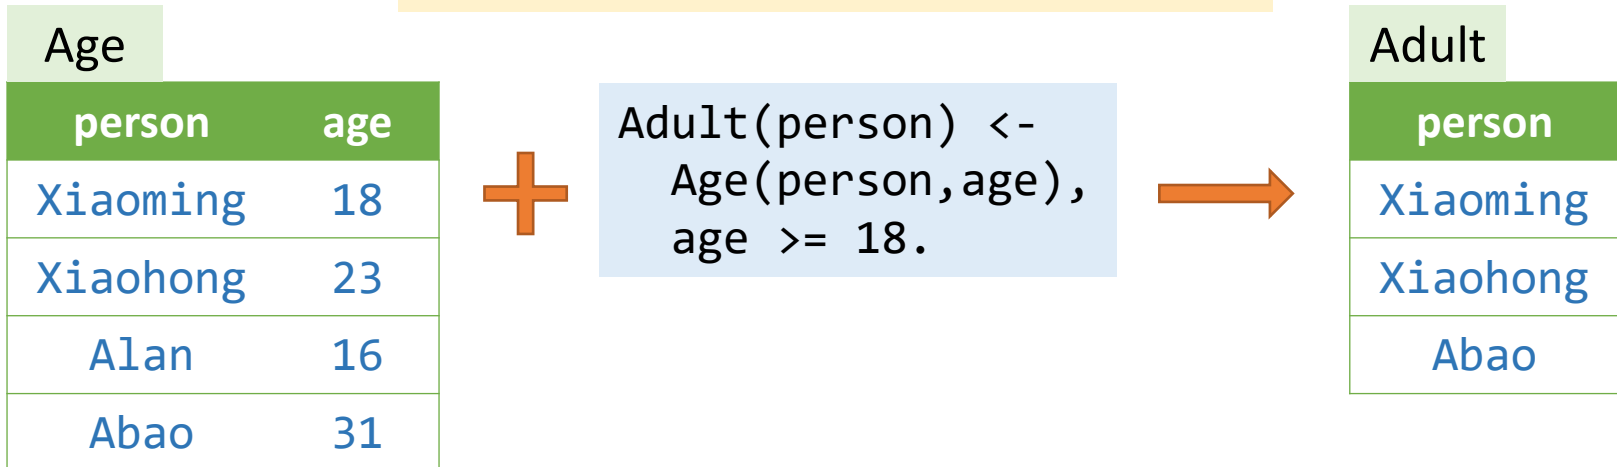 Age
person age
Xiaoming 18
Xiaohong 23
Alan 16
Abao 31
Adult(person) <-
Age(person,age),
age >= 18.
Adult
person
Xiaoming
Xiaohong
Abao